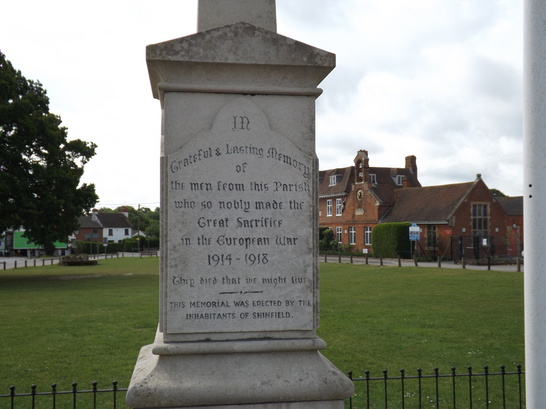 In
Grateful & Lasting Memory
of
the men from this Parish
who so nobly made the
Great Sacrifice
in the European War
1914 - 1918
They died that we might live
THIS MEMORIAL WAS ERECTED BY THE
INHABITANTS OF SHINFIELD.